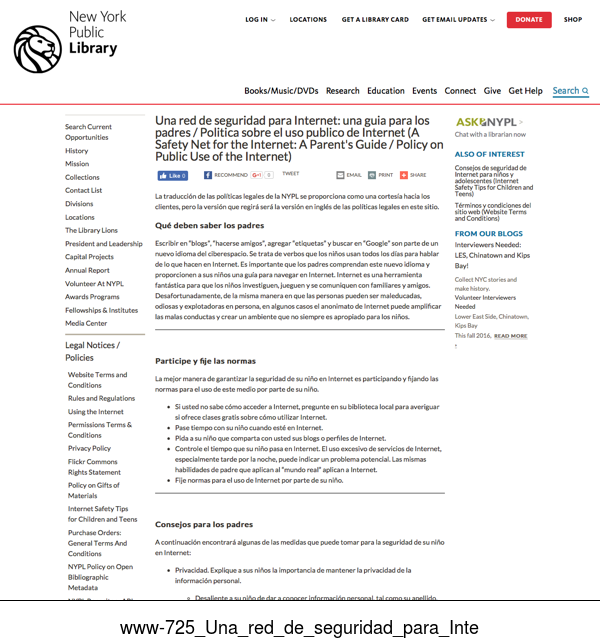 New York
Public
Library
LOG IN
LOCATIONS
GET A LIBRARY CARD
GET EMAIL UPDATES
DONATE
SHOP
Books/Music/DVDs
Research
Education
Events
Connect
Give
Get Help
Search
Search Current
Opportunities
History
Mission
Collections
Contact List
Divisions
Locations
The Library Lions
President and Leadership
Capital Projects
Annual Report
Volunteer At NYPL
Awards Programs
Fellowships & Institutes
Media Center
Legal Notices /
Policies
Website Terms and
Conditions
Rules and Regulations
Using the Internet
Permissions Terms &
Conditions
Privacy Policy
Flickr Commons
Rights Statement
Policy on Gifts of
Materials
Internet Safety Tips
for Children and Teens
Purchase Orders:
General Terms And
Conditions
NYPL Policy on Open
Bibliographic
Metadata
Una red de seguridad para Internet: una guia para los
padres / Politica sobre el uso publico de Internet (A
Safety Net for the Internet: A Parent's Guide / Policy on
Public Use of the Internet)
Like 0
RECOMMEND
G+1 0
TWEET
EMAIL
PRINT
SHARE
La traducción de las políticas legales de la NYPL se proporciona como una cortesía hacia los
clientes, pero la versión que regirá será la versión en inglés de las políticas legales en este sitio.
Qué deben saber los padres
Escribir en "blogs", "hacerse amigos", agregar "etiquetas" y buscar en "Google" son parte de un
nuevo idioma del ciberespacio. Se trata de verbos que los niños usan todos los días para hablar
de lo que hacen en Internet. Es importante que los padres comprendan este nuevo idioma y
proporcionen a sus niños una guía para navegar en Internet. Internet es una herramienta
fantástica para que los niños investiguen, jueguen y se comuniquen con familiares y amigos.
Desafortunadamente, de la misma manera en que las personas pueden ser maleducadas,
odiosas y explotadoras en persona, en algunos casos el anonimato de Internet puede amplificar
las malas conductas y crear un ambiente que no siempre es apropiado para los niños.
Participe y fije las normas
La mejor manera de garantizar la seguridad de su niño en Internet es participando y fijando las
normas para el uso de este medio por parte de su niño.
• Si usted no sabe cómo acceder a Internet, pregunte en su biblioteca local para averiguar
si ofrece clases gratis sobre cómo utilizar Internet.
• Pase tiempo con su niño cuando esté en Internet.
• Pida a su niño que comparta con usted sus blogs o perfiles de Internet.
• Controle el tiempo que su niño pasa en Internet. El uso excesivo de servicios de Internet,
especialmente tarde por la noche, puede indicar un problema potencial. Las mismas
habilidades de padre que aplican al "mundo real" aplican a Internet.
• Fije normas para el uso de Internet por parte de su niño.
Consejos para los padres
A continuación encontrará algunas de las medidas que puede tomar para la seguridad de su niño
en Internet:
• Privacidad. Explique a sus niños la importancia de mantener la privacidad de la
información personal.
Desaliente a su niño de dar a conocer información personal, tal como su apellido,
ASK NYPL >
Chat with a librarian now
ALSO OF INTEREST
Consejos de seguridad de
Internet para niños y
adolescentes (Internet
Safety Tips for Children and
Teens)
Términos y condiciones del
sitio web (Website Terms
and Conditions)
FROM OUR BLOGS
Interviewers Needed:
LES, Chinatown and Kips
Bay!
Collect NYC stories and
make history.
Volunteer Interviewers
Needed
Lower East Side, Chinatown,
Kips Bay
This fall 2016, READ MORE
www-725_Una_red_de_seguridad_para_Inte